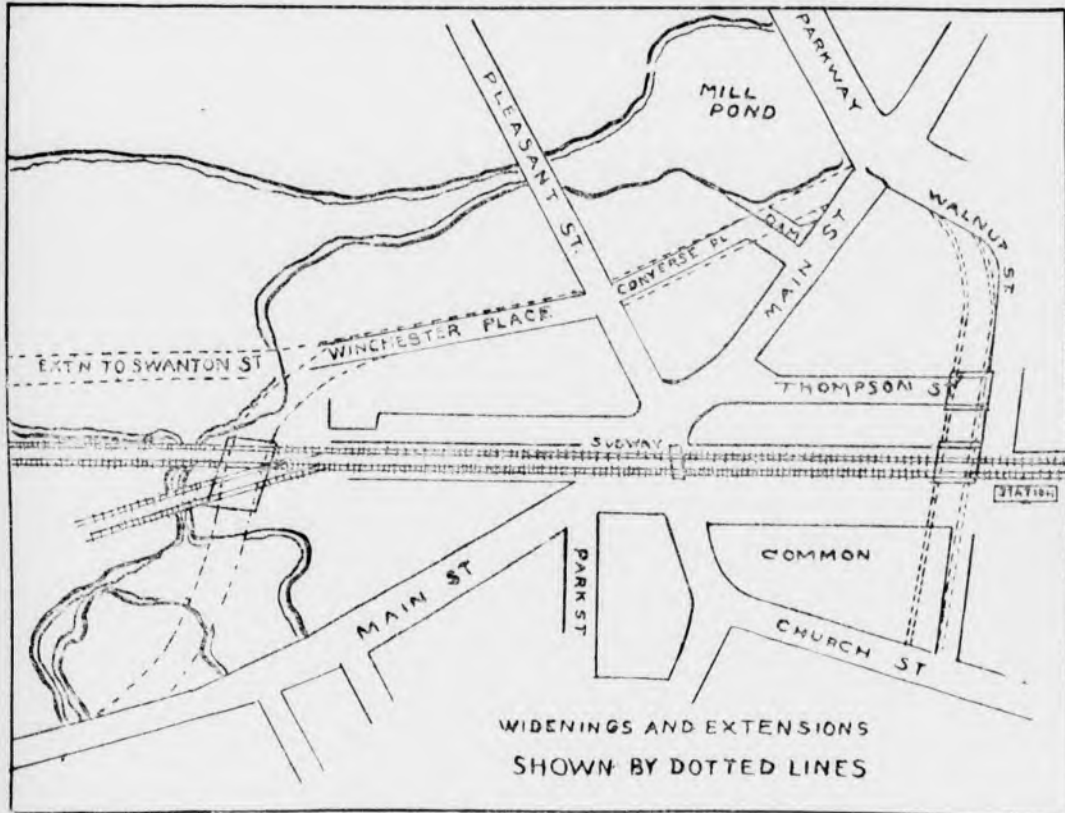 PARKWAY
PLEASANT ST.
MILL
POND
WALNUT ST.
DAM
MAIN ST
CONVERSE PL
WINCHESTER PLACE
EXT'N TO SWANTON ST
THOMPSON ST
SUBWAY
STATION
COMMON
PARK ST
MAIN ST
CHURCH ST
WIDENINGS AND EXTENSIONS
SHOWN BY DOTTED LINES